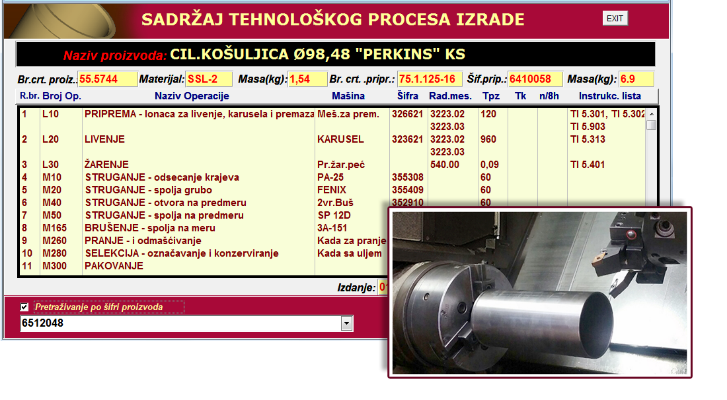 SADRŽAJ TEHNOLOŠKOG PROCESA IZRADE
EXIT
Naziv proizvoda: CIL.KOŠULJICA Ø98,48 "PERKINS" KS
Br.crt. proiz.: 55.5744 Materijal: SSL-2 Masa(kg): 1,54 Br. crt. .pripr.: 75.1.125-16 Šif.prip.: 6410058 Masa(kg): 6.9
R.br. Broj Op. Naziv Operacije Mašina Šifra Rad.mes. Tpz Tk n/8h Instrukc. lista
1 L10 PRIPREMA - lonaca za livenje, karusela i premaza Meš.za prem. 326621 3223.02 120 TI 5.301, TI 5.302
3223.03 TI 5.903
2 L20 LIVENJE KARUSEL 323621 3223.02 960 TI 5.313
3223.03
3 L30 ŽARENJE Pr.žar.peć 540.00 0,09 TI 5.401
4 M10 STRUGANJE - odsecanje krajeva PA-25 355308 60
5 M20 STRUGANJE - spolja grubo FENIX 355409 60
6 M40 STRUGANJE - otvora na predmeru 2vr.Buš 352910 60
7 M50 STRUGANJE - spolja na predmeru SP 12D
8 M165 BRUŠENJE - spolja na meru 3A-151
9 M260 PRANJE - i odmašćivanje Kada za pranje
10 M280 SELEKCIJA - označavanje i konzerviranje Kada sa uljem
11 M300 PAKOVANJE
Izdanje:
Pretraživanje po šifri proizvoda
6512048